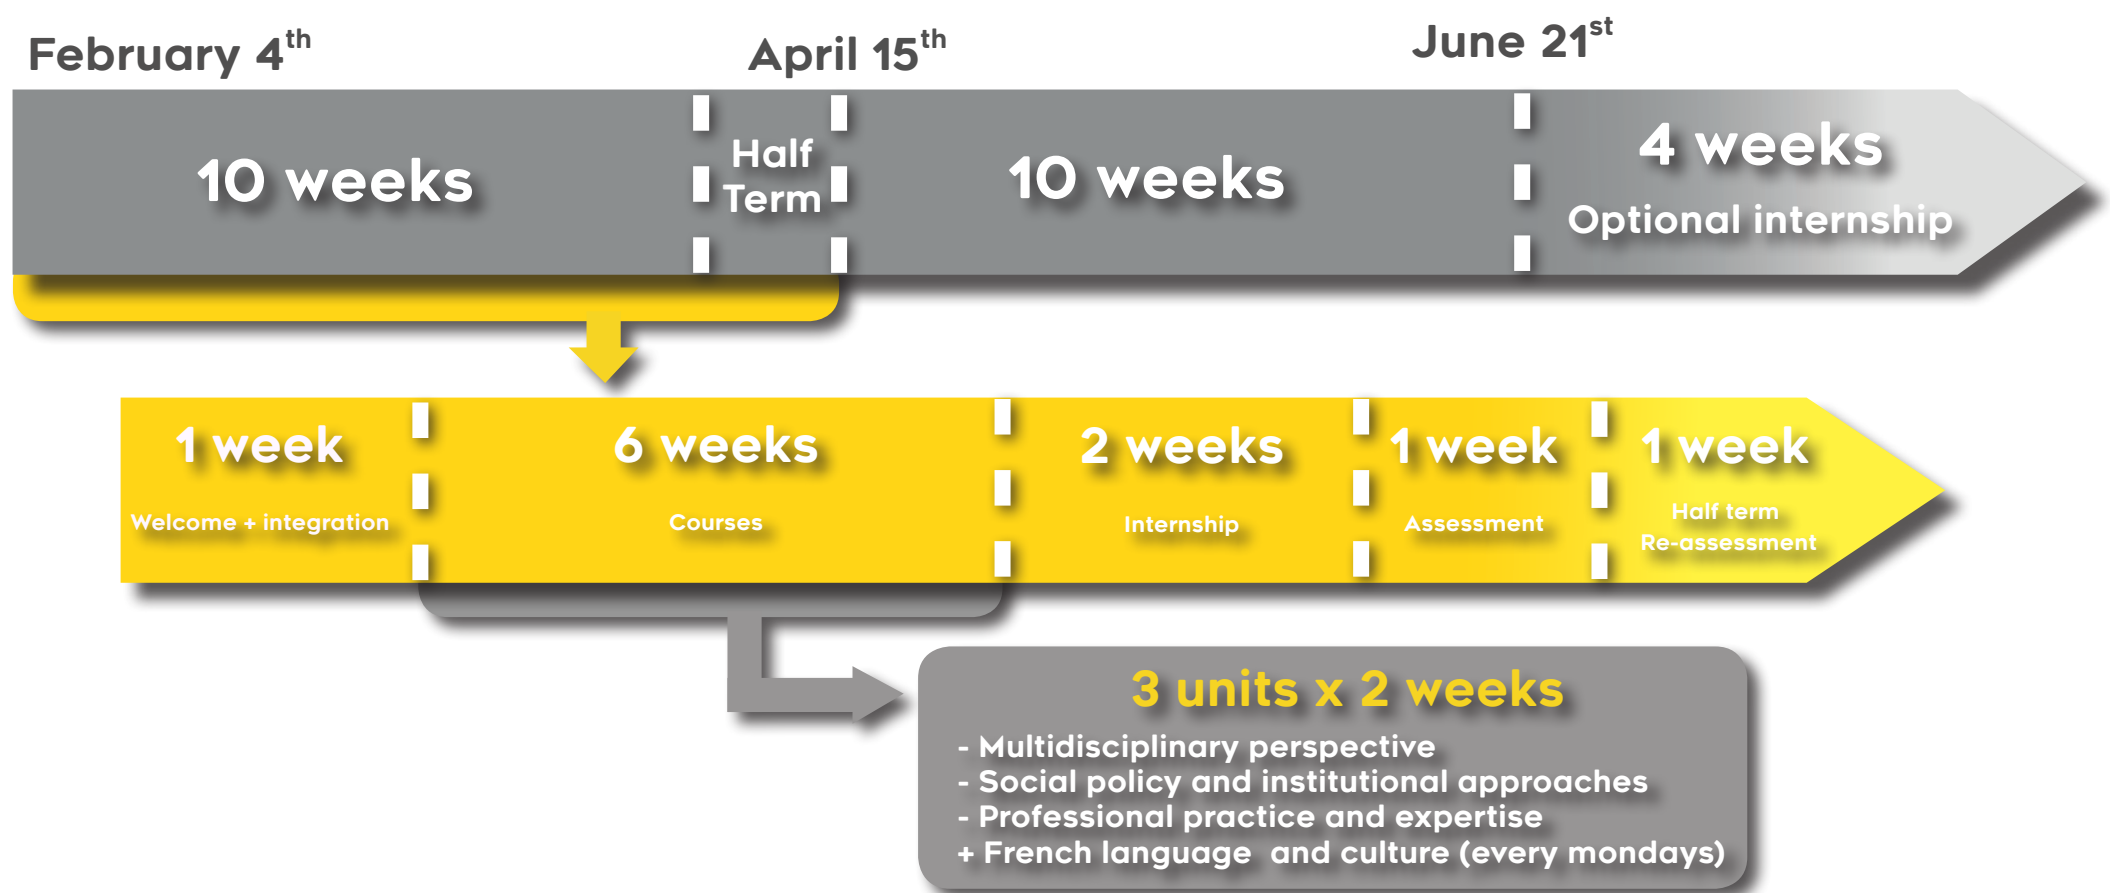 February 4th
April 15th
June 21st
10 weeks
Half
Term
10 weeks
4 weeks
Optional internship
1 week
Welcome + integration
6 weeks
Courses
2 weeks
Internship
1 week
Assessment
1 week
Half term
Re-assessment
3 units x 2 weeks
- Multidisciplinary perspective
- Social policy and institutional approaches
- Professional practice and expertise
+ French language and culture (every mondays)